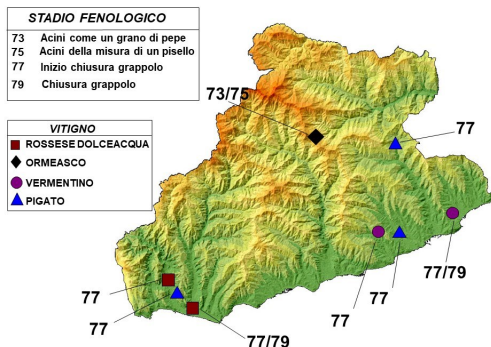 STADIO FENOLOGICO
73 Acini come un grano di pepe
75 Acini della misura di un pisello
77 Inizio chiusura grappolo
79 Chiusura grappolo
73/75
VITIGNO
77
ROSSESE DOLCEACQUA
ORMEASCO
VERMENTINO
PIGATO
77/79
77
77
77
77
77/79